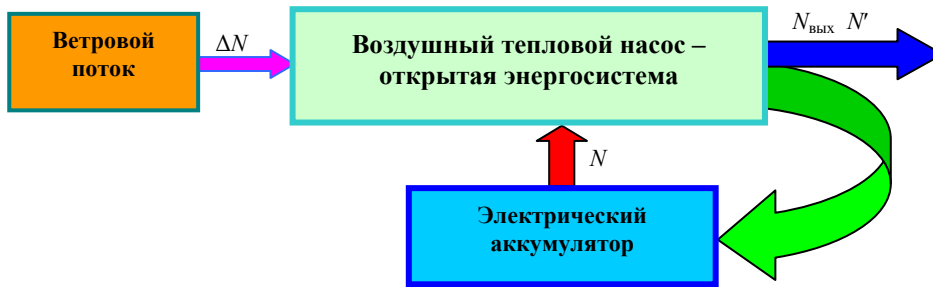 Ветровой
поток
ΔN
Воздушный тепловой насос –
открытая энергосистема
Nвых N′
N
Электрический
аккумулятор